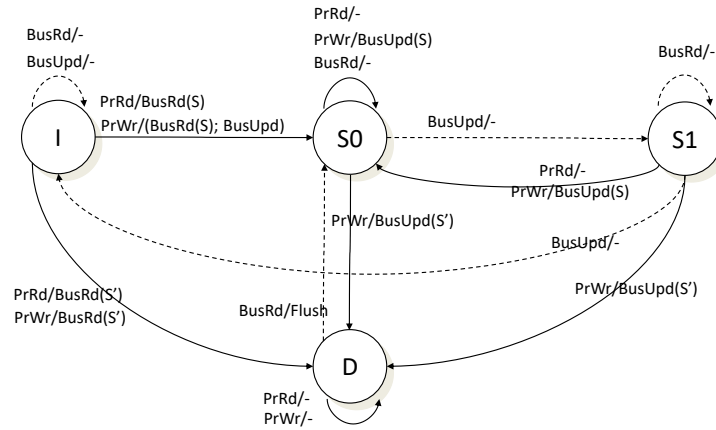 BusRd/-
BusUpd/-
PrRd/-
PrWr/BusUpd(S)
BusRd/-
BusRd/-
PrRd/BusRd(S)
PrWr/(BusRd(S); BusUpd)
I
S0
S1
BusUpd/-
PrRd/-
PrWr/BusUpd(S)
PrWr/BusUpd(S’)
BusUpd/-
PrRd/BusRd(S’)
PrWr/BusRd(S’)
BusRd/Flush
PrWr/BusUpd(S’)
D
PrRd/-
PrWr/-